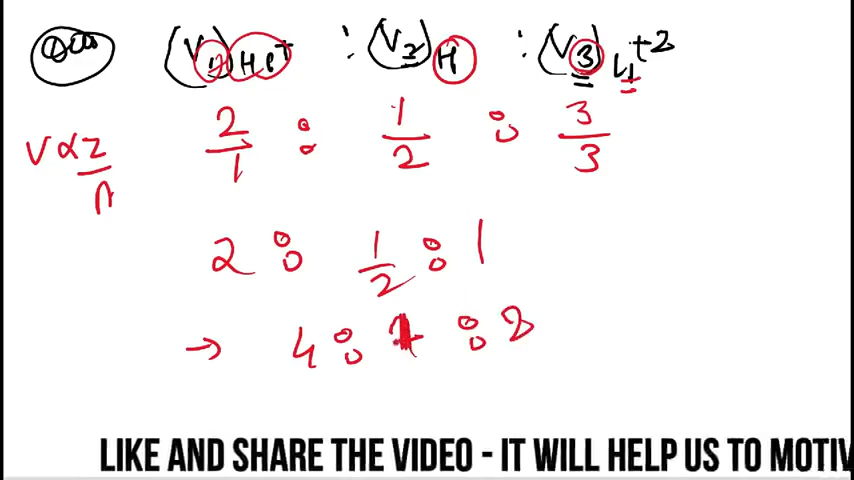 Que (V1)He+ : (V2)H : (V3)Li+2
V ∝ Z/n 2/1 : 1/2 : 3/3
2 : 1/2 : 1
→ 4 : 1 : 2
LIKE AND SHARE THE VIDEO - IT WILL HELP US TO MOTIV